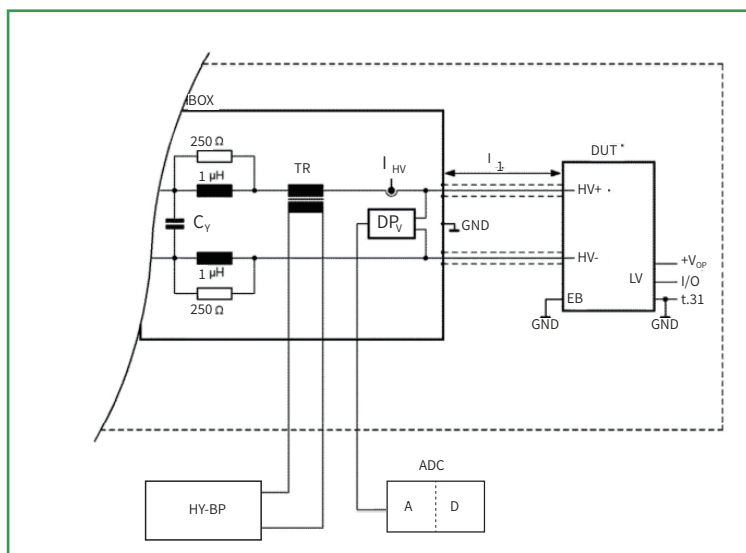 IBOX
250 Ω
1 µH
TR
I HV
I 1.
DUT *
HV+ .
C Y
DP V
GND
HV-
1 µH
250 Ω
+V OP
LV
I/O
EB
t.31
GND
GND
ADC
HY-BP
A
D